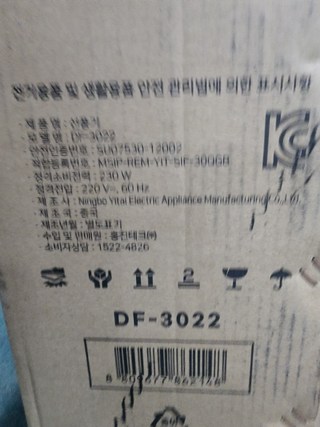 전기용품 및 생활용품 안전 관리법에 의한 표시사항
· 제 품 명 : 선풍기
· 모 델 명 : DF-3022
· 안전인증번호 : SU07530-12002
· 적합등록번호 : MSIP-REM-YIT-SIF-300GB
· 정격소비전력 : 230 W
· 정격전압 : 220 V~, 60 Hz
· 제 조 사 : Ningbo Yitai Electric Appliance Manufacturing Co.,Ltd.
· 제 조 국 : 중국
· 제조년월 : 별도표기
· 수입 및 판매원 : 홍진테크㈜
· 소비자상담 : 1522-4826
2
DF-3022